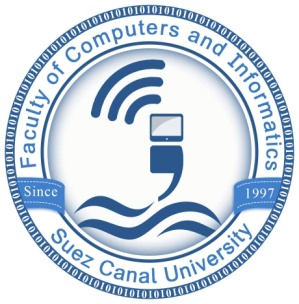 Faculty of Computers and Informatics
Since 1997
Suez Canal University